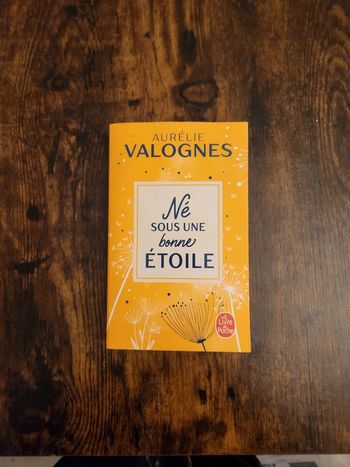 AURÉLIE
VALOGNES
Né
SOUS UNE
bonne
ÉTOILE
Le
Livre
de
Poche